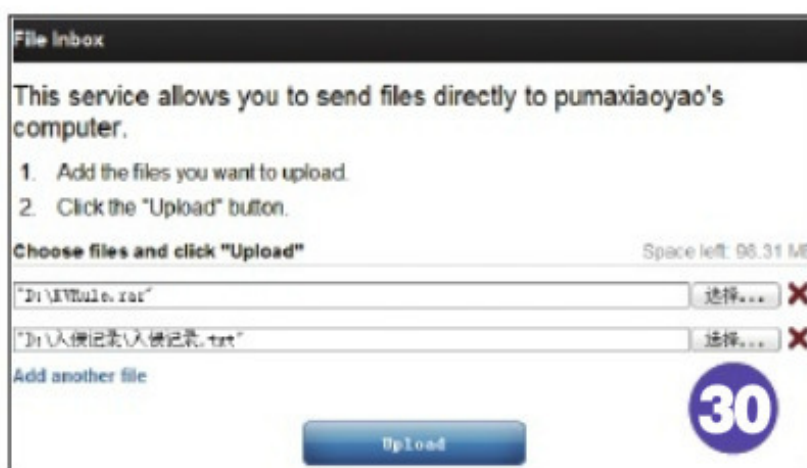 File Inbox
This service allows you to send files directly to pumaxiaoyao's
computer.
1. Add the files you want to upload.
2. Click the "Upload" button.
Choose files and click "Upload"
Space left: 96.31 MB
"D:\KVRule.rar"
选择...
"D:\入侵记录\入侵记录.txt"
选择...
Add another file
30
Upload